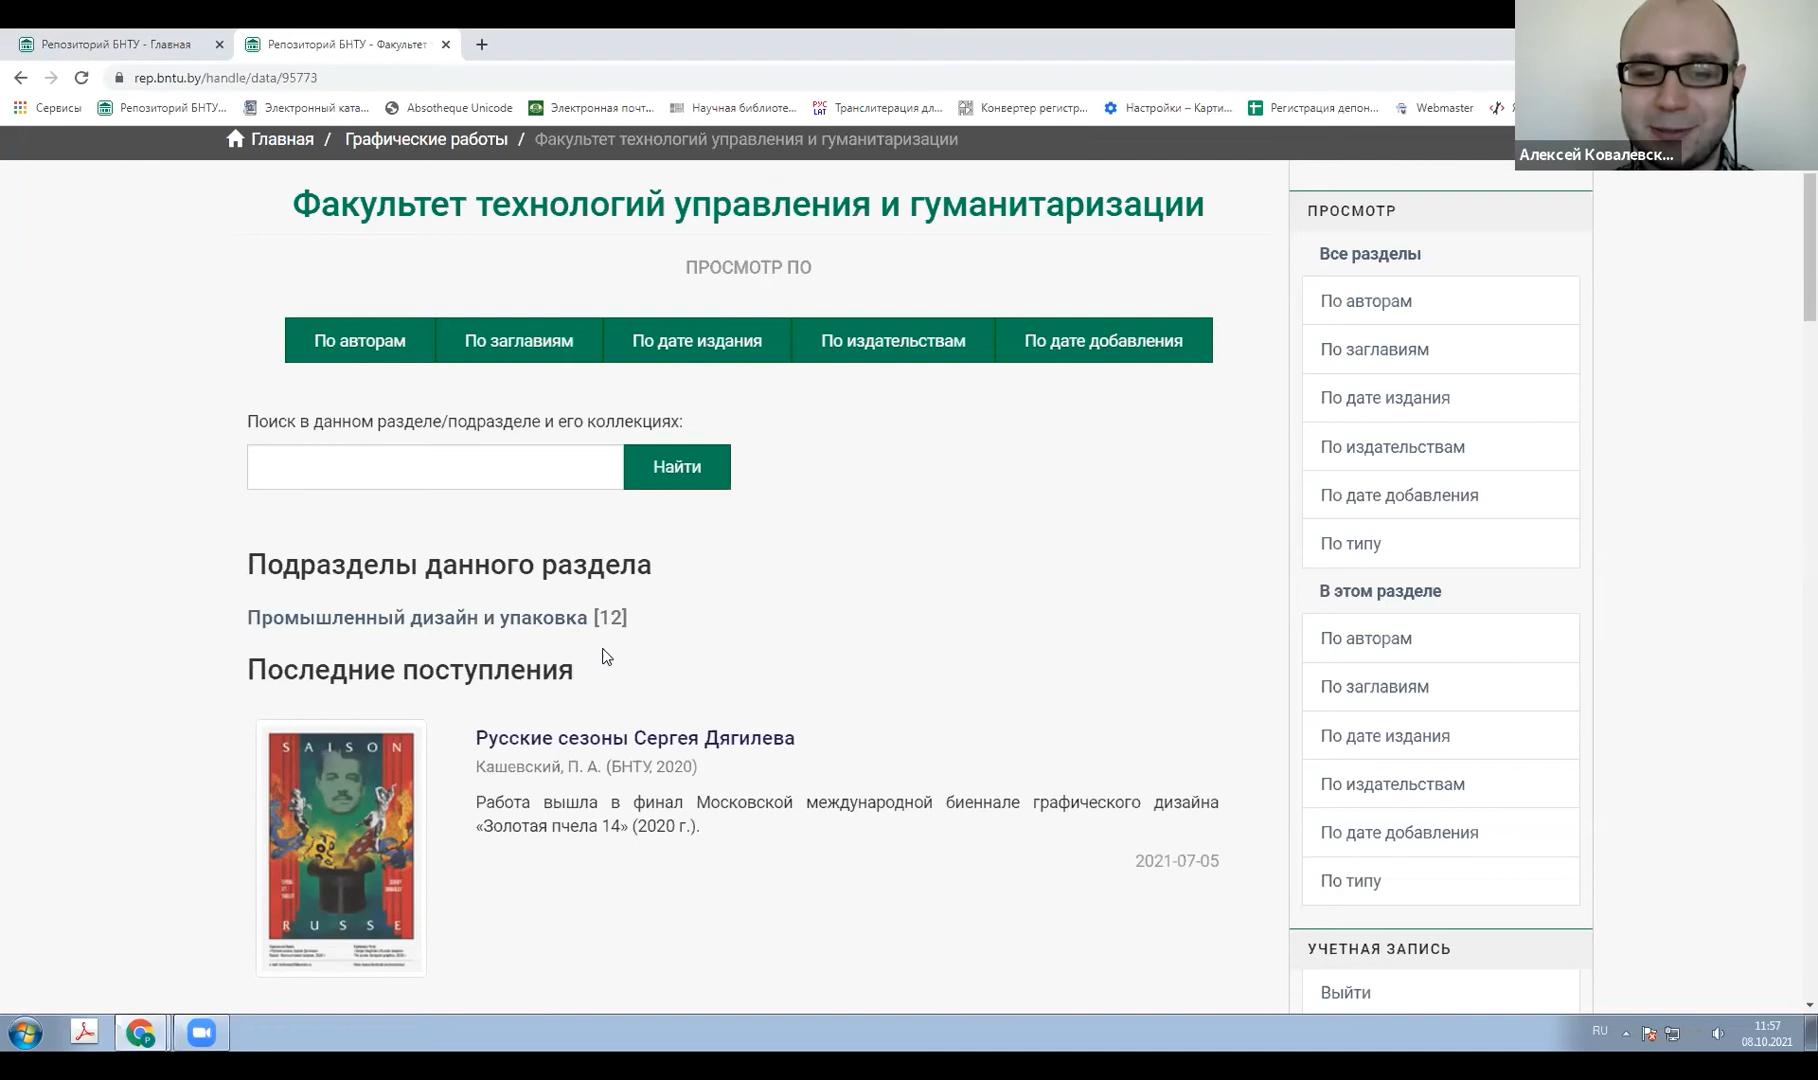 Репозиторий БНТУ - Главная
Репозиторий БНТУ - Факультет
rep.bntu.by/handle/data/95773
Сервисы
Репозиторий БНТУ...
Электронный ката...
Absotheque Unicode
Электронная почт...
Научная библиоте...
РУС LAT
Транслитерация дл...
Конвертер регистр...
Настройки – Карти...
Регистрация депон...
Webmaster
Алексей Ковалевск...
Главная / Графические работы / Факультет технологий управления и гуманитаризации
Факультет технологий управления и гуманитаризации
ПРОСМОТР ПО
По авторам
По заглавиям
По дате издания
По издательствам
По дате добавления
Поиск в данном разделе/подразделе и его коллекциях:
Найти
Подразделы данного раздела
Промышленный дизайн и упаковка [12]
Последние поступления
SAISON
RUSSE
Русские сезоны Сергея Дягилева
Кашевский, П. А. (БНТУ, 2020)
Работа вышла в финал Московской международной биеннале графического дизайна
«Золотая пчела 14» (2020 г.).
2021-07-05
ПРОСМОТР
Все разделы
По авторам
По заглавиям
По дате издания
По издательствам
По дате добавления
По типу
В этом разделе
По авторам
По заглавиям
По дате издания
По издательствам
По дате добавления
По типу
УЧЕТНАЯ ЗАПИСЬ
Выйти
RU
11:57
08.10.2021